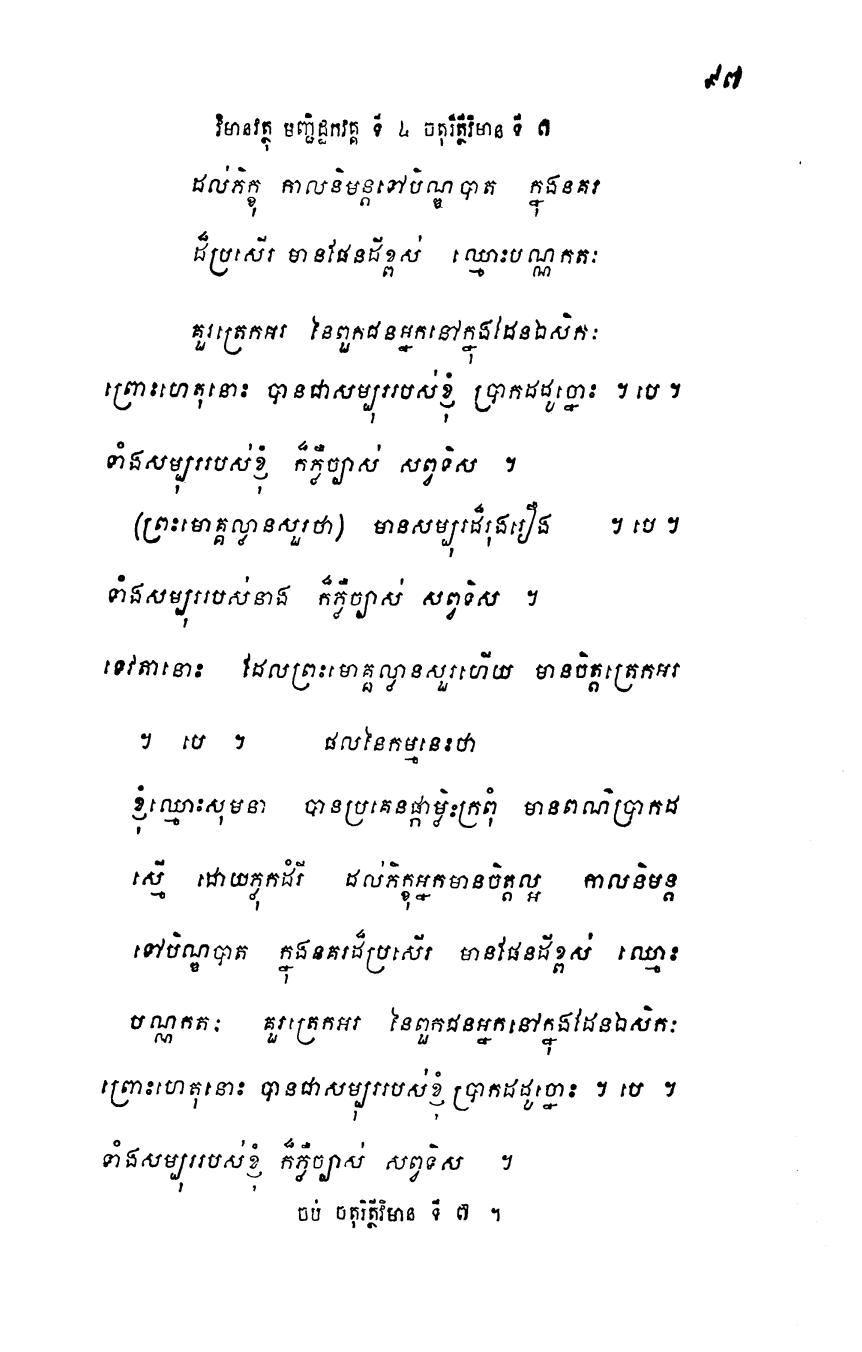 ៩៧
វិមានវត្ថុ មញ្ជិដ្ឋកវគ្គ ទី ៤ ចតុរិត្ថីវិមាន ទី ៧
ដល់ភិក្ខុ កាលនិមន្តទៅបិណ្ឌបាត ក្នុងនគរ
ដ៏ប្រសើរ មានផែនដីខ្ពស់ ឈ្មោះបណ្ណកតៈ
គួរត្រេកអរ នៃពួកជនអ្នកនៅក្នុងដែនឯសិកៈ
ព្រោះហេតុនោះ បានជាសម្បុររបស់ខ្ញុំ ប្រាកដដូច្នោះ ។ បេ ។
ទាំងសម្បុររបស់ខ្ញុំ ក៏ភ្លឺច្បាស់ សព្វទិស ។
(ព្រះមោគ្គល្លានសួរថា) មានសម្បុរដ៏រុងរឿង ។ បេ ។
ទាំងសម្បុររបស់នាង ក៏ភ្លឺច្បាស់ សព្វទិស ។
ទេវតានោះ ដែលព្រះមោគ្គល្លានសួរហើយ មានចិត្តត្រេកអរ
។ បេ ។ ផលនៃកម្មនេះថា
ខ្ញុំឈ្មោះសុមនា បានប្រគេនផ្កាម្លិះក្រពុំ មានពណ៌ប្រាកដ
ស្មើ ដោយភ្លុកដំរី ដល់ភិក្ខុអ្នកមានចិត្តល្អ កាលនិមន្ត
ទៅបិណ្ឌបាត ក្នុងនគរដ៏ប្រសើរ មានផែនដីខ្ពស់ ឈ្មោះ
បណ្ណកតៈ គួរត្រេកអរ នៃពួកជនអ្នកនៅក្នុងដែនឯសិកៈ
ព្រោះហេតុនោះ បានជាសម្បុររបស់ខ្ញុំ ប្រាកដដូច្នោះ ។ បេ ។
ទាំងសម្បុររបស់ខ្ញុំ ក៏ភ្លឺច្បាស់ សព្វទិស ។
ចប់ ចតុរិត្ថីវិមាន ទី ៧ ។